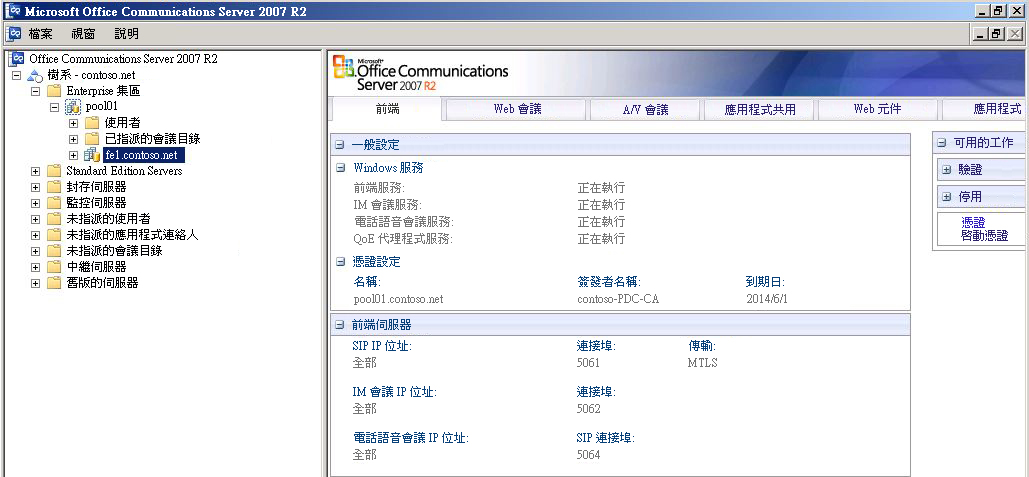 Microsoft Office Communications Server 2007 R2
檔案 視窗 說明
Office Communications Server 2007 R2
樹系 - contoso.net
Enterprise 集區
pool01
使用者
已指派的會議目錄
fe1.contoso.net
Standard Edition Servers
封存伺服器
監控伺服器
未指派的使用者
未指派的應用程式連絡人
未指派的會議目錄
中繼伺服器
舊版的伺服器
Microsoft
Office Communications
Server 2007 R2
前端 Web 會議 A/V 會議 應用程式共用 Web 元件 應用程式
一般設定
Windows 服務
前端服務: 正在執行
IM 會議服務: 正在執行
電話語音會議服務: 正在執行
QoE 代理程式服務: 正在執行
憑證設定
名稱: 簽發者名稱: 到期日:
pool01.contoso.net contoso-PDC-CA 2014/6/1
前端伺服器
SIP IP 位址: 連接埠: 傳輸:
全部 5061 MTLS
IM 會議 IP 位址: 連接埠:
全部 5062
電話語音會議 IP 位址: SIP 連接埠:
全部 5064
可用的工作
驗證
停用
憑證
啟動憑證